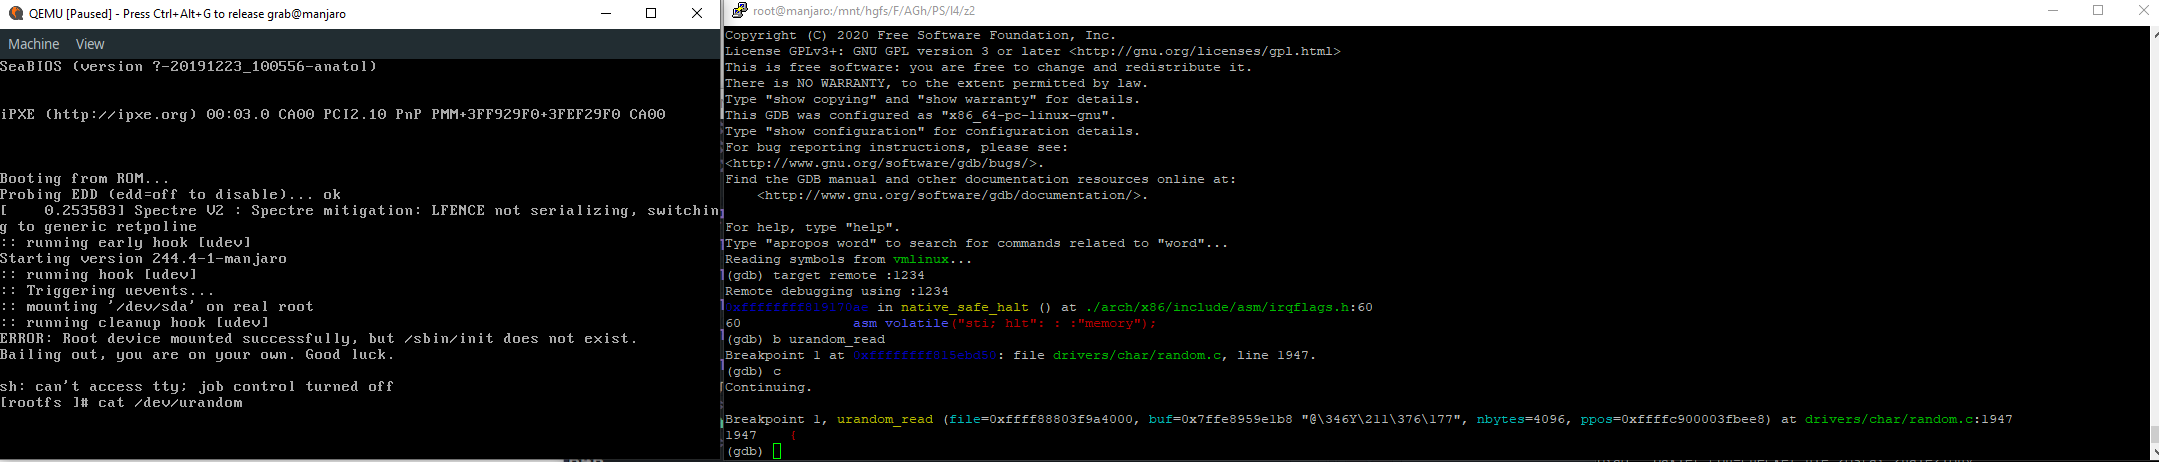 QEMU [Paused] - Press Ctrl+Alt+G to release grab@manjaro
Machine View
SeaBIOS (version ?-20191223_100556-anatol)
iPXE (http://ipxe.org) 00:03.0 CA00 PCI2.10 PnP PMM+3FF929F0+3FEF29F0 CA00
Booting from ROM...
Probing EDD (edd=off to disable)... ok
[    0.253583] Spectre V2 : Spectre mitigation: LFENCE not serializing, switchin
g to generic retpoline
:: running early hook [udev]
Starting version 244.4-1-manjaro
:: running hook [udev]
:: Triggering uevents...
:: mounting '/dev/sda' on real root
:: running cleanup hook [udev]
ERROR: Root device mounted successfully, but /sbin/init does not exist.
Bailing out, you are on your own. Good luck.
sh: can't access tty; job control turned off
[rootfs ]# cat /dev/urandom
root@manjaro:/mnt/hgfs/F/AGh/PS/l4/z2
Copyright (C) 2020 Free Software Foundation, Inc.
License GPLv3+: GNU GPL version 3 or later <http://gnu.org/licenses/gpl.html>
This is free software: you are free to change and redistribute it.
There is NO WARRANTY, to the extent permitted by law.
Type "show copying" and "show warranty" for details.
This GDB was configured as "x86_64-pc-linux-gnu".
Type "show configuration" for configuration details.
For bug reporting instructions, please see:
<http://www.gnu.org/software/gdb/bugs/>.
Find the GDB manual and other documentation resources online at:
    <http://www.gnu.org/software/gdb/documentation/>.
For help, type "help".
Type "apropos word" to search for commands related to "word"...
Reading symbols from vmlinux...
(gdb) target remote :1234
Remote debugging using :1234
0xffffffff819170ae in native_safe_halt () at ./arch/x86/include/asm/irqflags.h:60
60              asm volatile("sti; hlt": : :"memory");
(gdb) b urandom_read
Breakpoint 1 at 0xffffffff815ebd50: file drivers/char/random.c, line 1947.
(gdb) c
Continuing.
Breakpoint 1, urandom_read (file=0xffff88803f9a4000, buf=0x7ffe8959e1b8 "@\346Y\211\376\177", nbytes=4096, ppos=0xffffc900003fbee8) at drivers/char/random.c:1947
1947    {
(gdb)